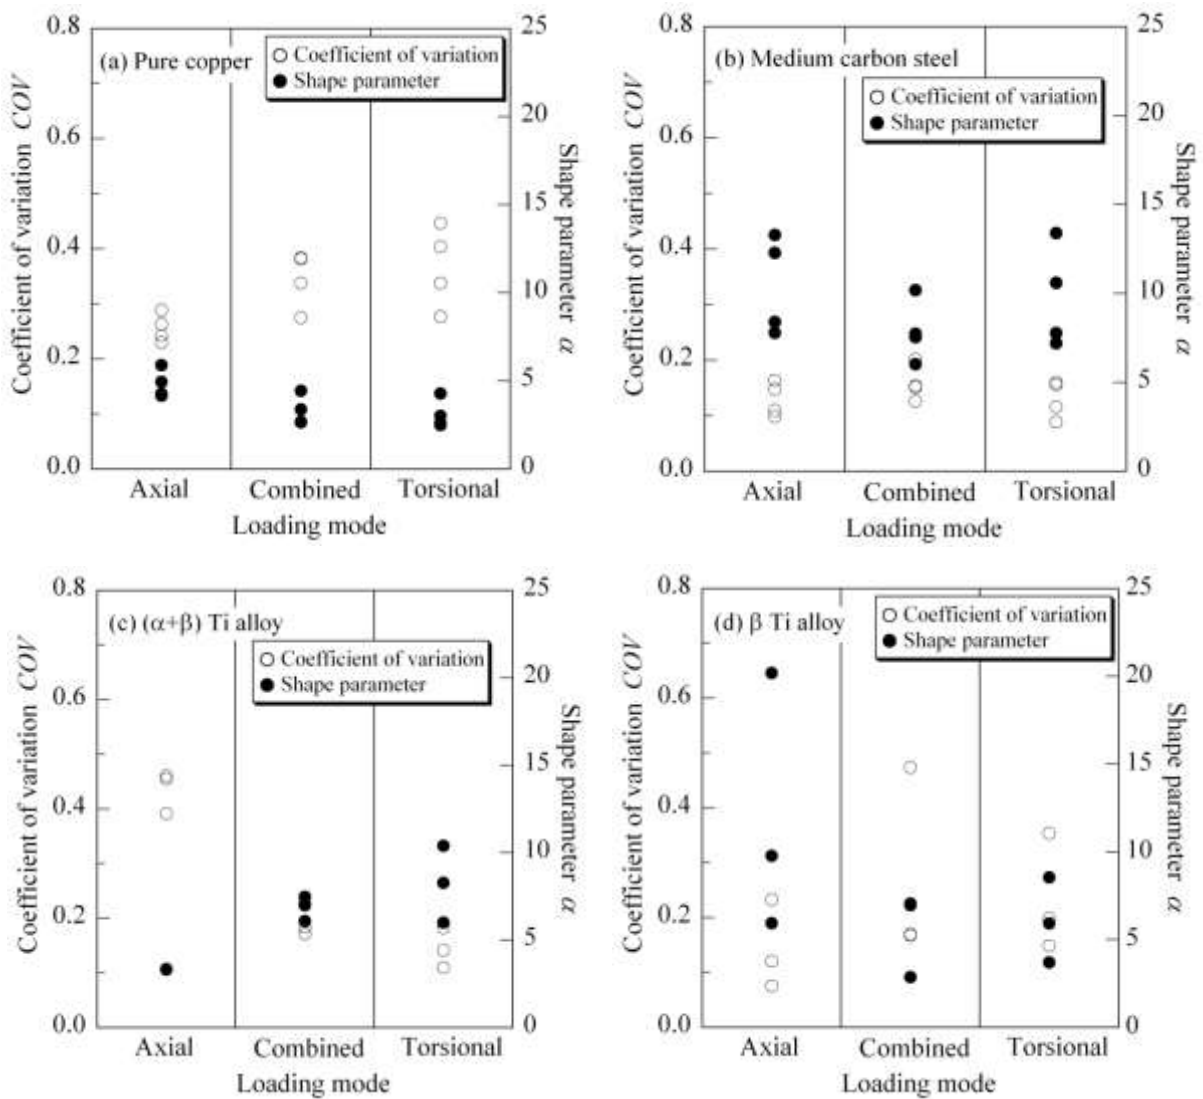 (a) Pure copper
Coefficient of variation
Shape parameter
Coefficient of variation COV
0.8
0.6
0.4
0.2
0.0
25
20
15
10
5
0
Shape parameter α
Axial Combined Torsional
Loading mode
(b) Medium carbon steel
Coefficient of variation
Shape parameter
Coefficient of variation COV
0.8
0.6
0.4
0.2
0.0
25
20
15
10
5
0
Shape parameter α
Axial Combined Torsional
Loading mode
(c) (α+β) Ti alloy
Coefficient of variation
Shape parameter
Coefficient of variation COV
0.8
0.6
0.4
0.2
0.0
25
20
15
10
5
0
Shape parameter α
Axial Combined Torsional
Loading mode
(d) β Ti alloy
Coefficient of variation
Shape parameter
Coefficient of variation COV
0.8
0.6
0.4
0.2
0.0
25
20
15
10
5
0
Shape parameter α
Axial Combined Torsional
Loading mode